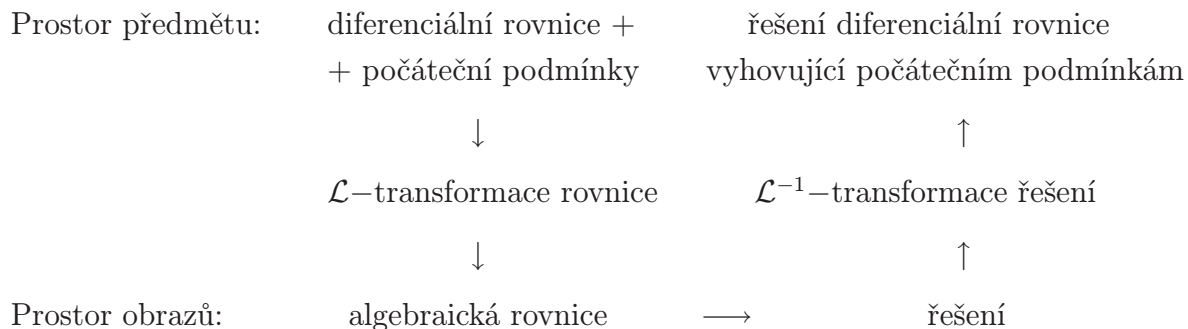 Prostor předmětu: diferenciální rovnice + řešení diferenciální rovnice
+ počáteční podmínky vyhovující počátečním podmínkám
↓ ↑
ℒ−transformace rovnice ℒ⁻¹−transformace řešení
↓ ↑
Prostor obrazů: algebraická rovnice ⟶ řešení